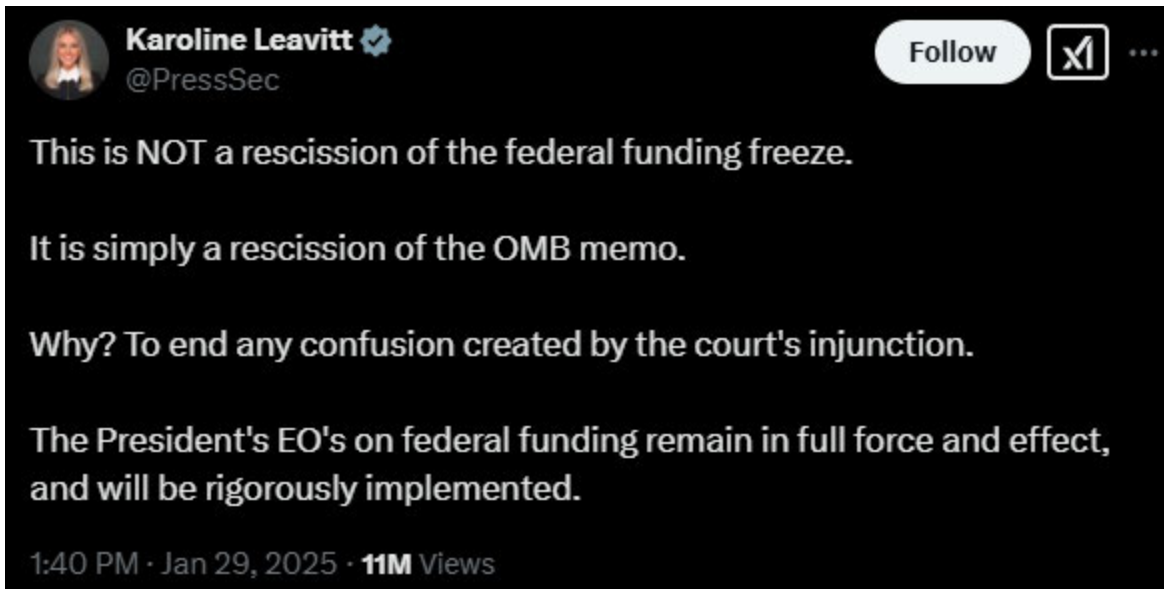 Karoline Leavitt
@PressSec
Follow
This is NOT a rescission of the federal funding freeze.
It is simply a rescission of the OMB memo.
Why? To end any confusion created by the court's injunction.
The President's EO's on federal funding remain in full force and effect,
and will be rigorously implemented.
1:40 PM · Jan 29, 2025 · 11M Views